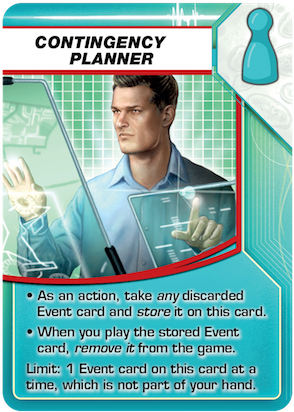 CONTINGENCY
PLANNER
• As an action, take any discarded
Event card and store it on this card.
• When you play the stored Event
card, remove it from the game.
Limit: 1 Event card on this card at a
time, which is not part of your hand.